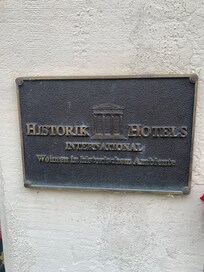 HISTORIK HOTELS
INTERNATIONAL
Wohnen in historischem Ambiente